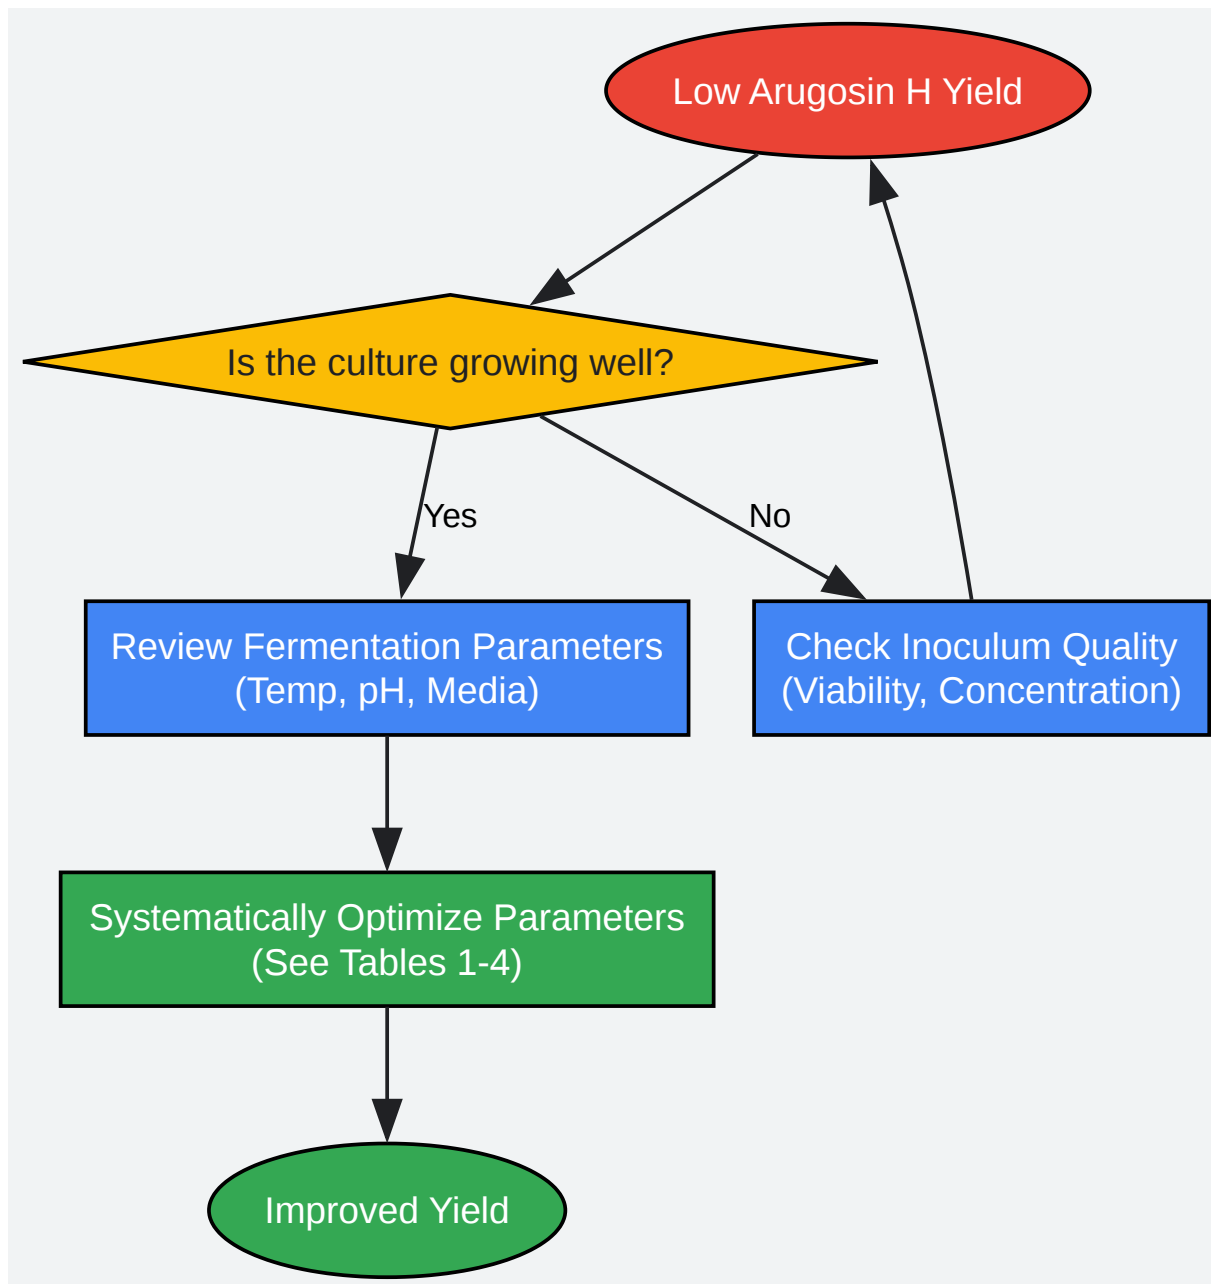 Low Arugosin H Yield
Is the culture growing well?
Yes
No
Review Fermentation Parameters
(Temp, pH, Media)
Check Inoculum Quality
(Viability, Concentration)
Systematically Optimize Parameters
(See Tables 1-4)
Improved Yield